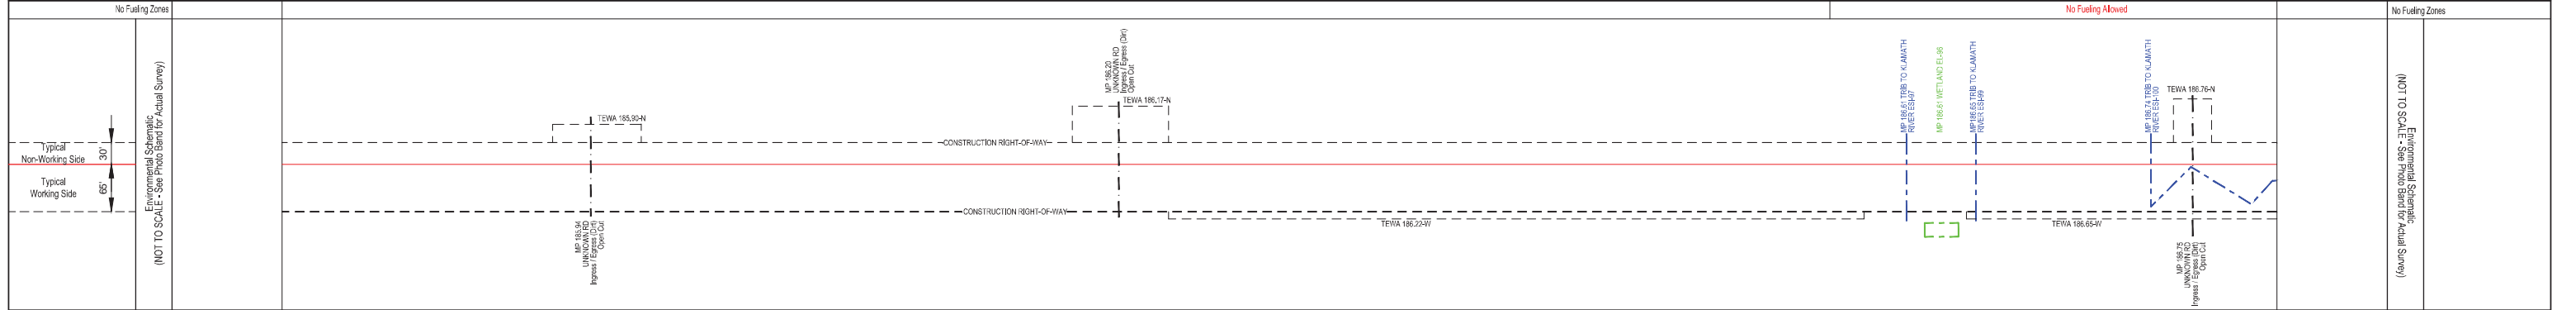 No Fueling Zones
No Fueling Allowed
No Fueling Zones
Typical
Non-Working Side
30'
Typical
Working Side
65'
Environmental Schematic
(NOT TO SCALE - See Photo Band for Actual Survey)
TEWA 185.90-N
MP 185.94
UNKNOWN RD
Ingress / Egress (Dirt)
Open Cut
CONSTRUCTION RIGHT-OF-WAY
CONSTRUCTION RIGHT-OF-WAY
MP 186.20
UNKNOWN RD
Ingress / Egress (Dirt)
Open Cut
TEWA 186.17-N
TEWA 186.22-W
MP 186.61 TRIB TO KLAMATH
RIVER ESI-97
MP 186.61 WETLAND EL-96
MP 186.65 TRIB TO KLAMATH
RIVER ESI-99
TEWA 186.65-W
MP 186.74 TRIB TO KLAMATH
RIVER ESI-100
TEWA 186.76-N
MP 186.75
UNKNOWN RD
Ingress / Egress (Dirt)
Open Cut
Environmental Schematic
(NOT TO SCALE - See Photo Band for Actual Survey)